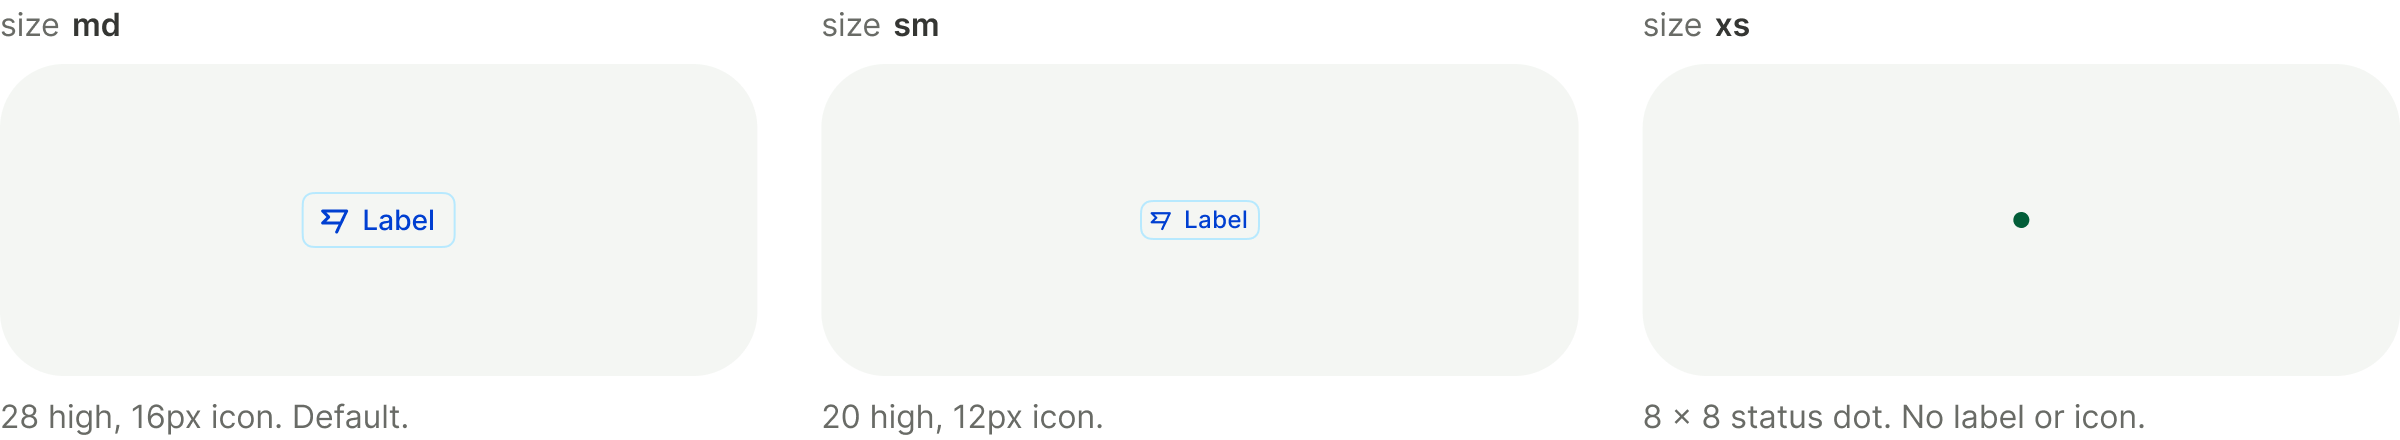 size md
size sm
size xs
Label
Label
28 high, 16px icon. Default.
20 high, 12px icon.
8 × 8 status dot. No label or icon.